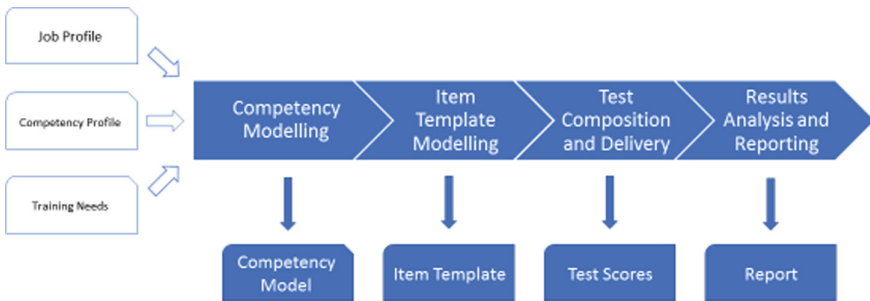 Job Profile
Competency Profile
Training Needs
Competency
Modelling
Item
Template
Modelling
Test
Composition
and Delivery
Results
Analysis and
Reporting
Competency
Model
Item Template
Test Scores
Report